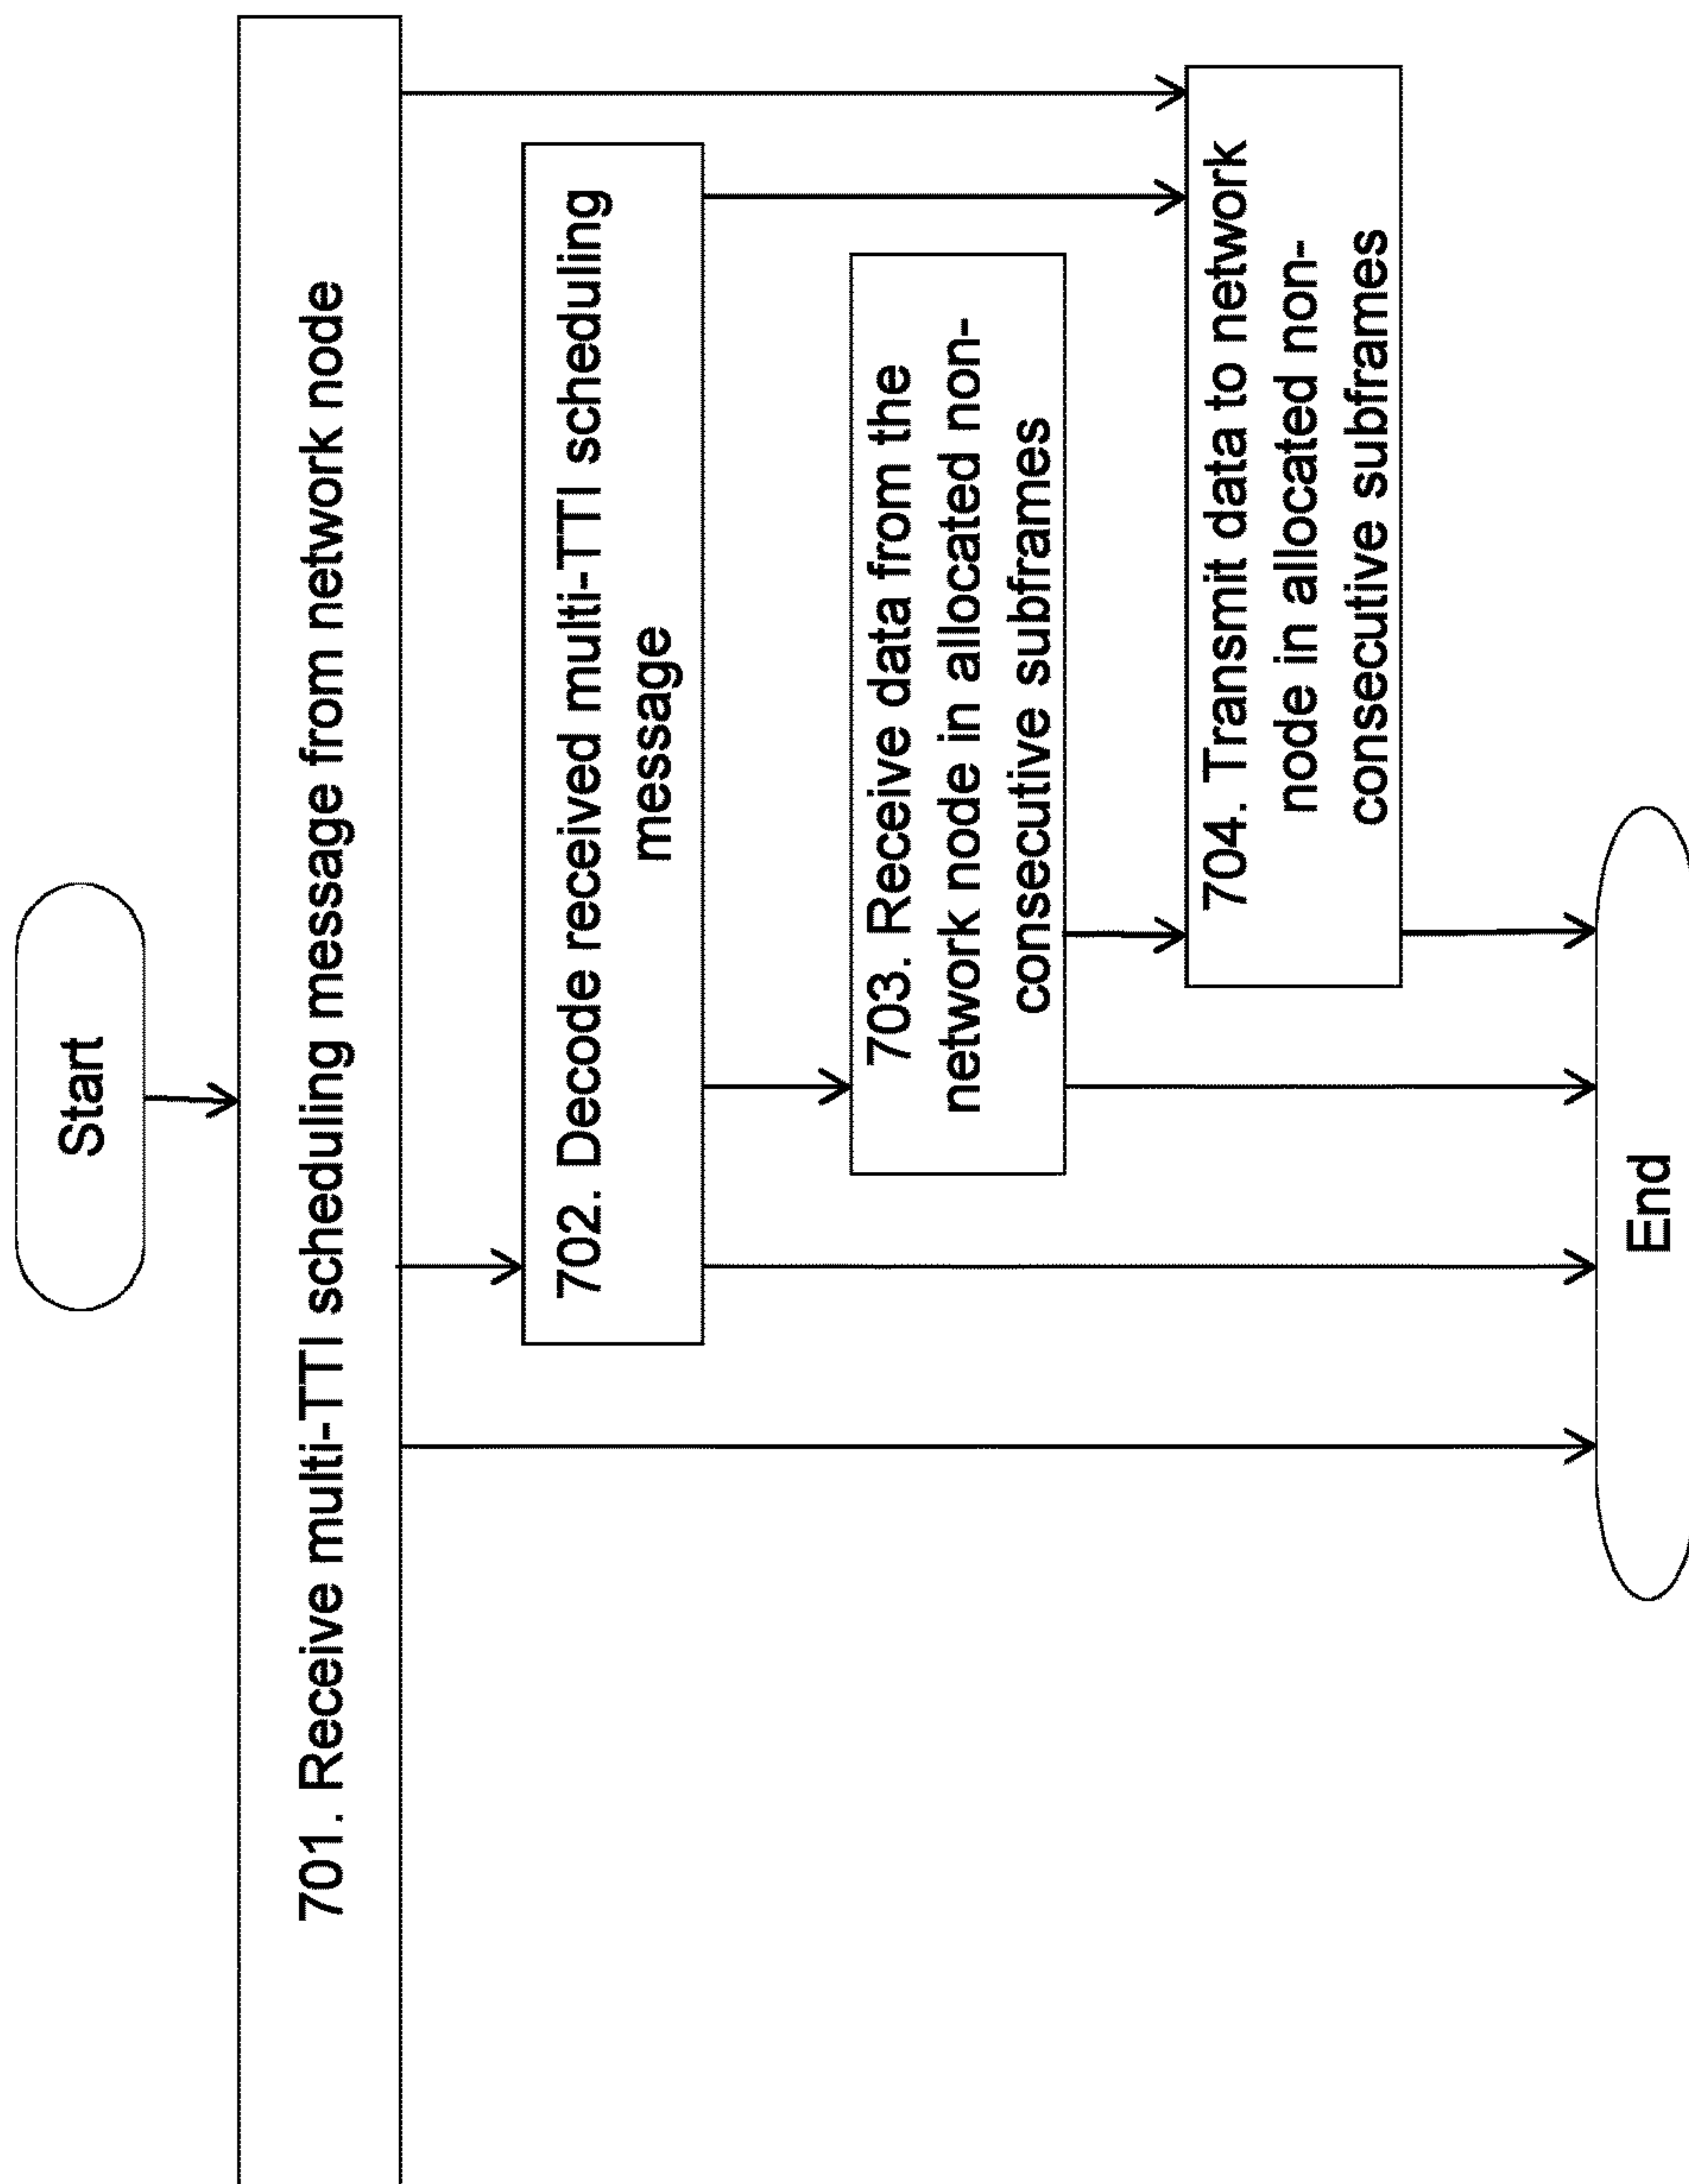 Start
701. Receive multi-TTI scheduling message from network node
702. Decode received multi-TTI scheduling
message
703. Receive data from the
network node in allocated non-
consecutive subframes
704. Transmit data to network
node in allocated non-
consecutive subframes
End